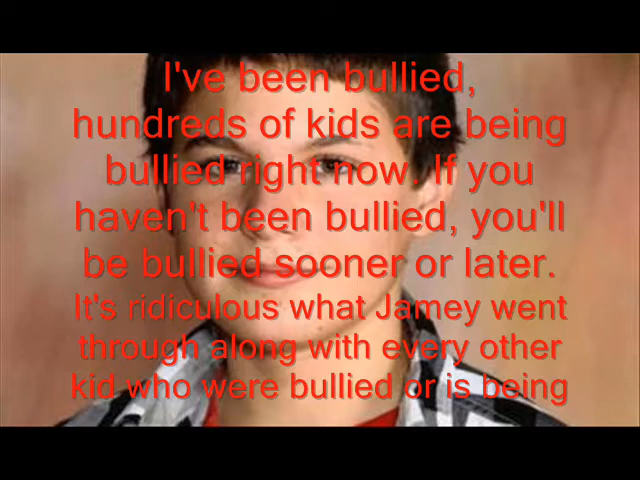 I've been bullied,
hundreds of kids are being
bullied right now. If you
haven't been bullied, you'll
be bullied sooner or later.
It's ridiculous what Jamey went
through along with every other
kid who were bullied or is being